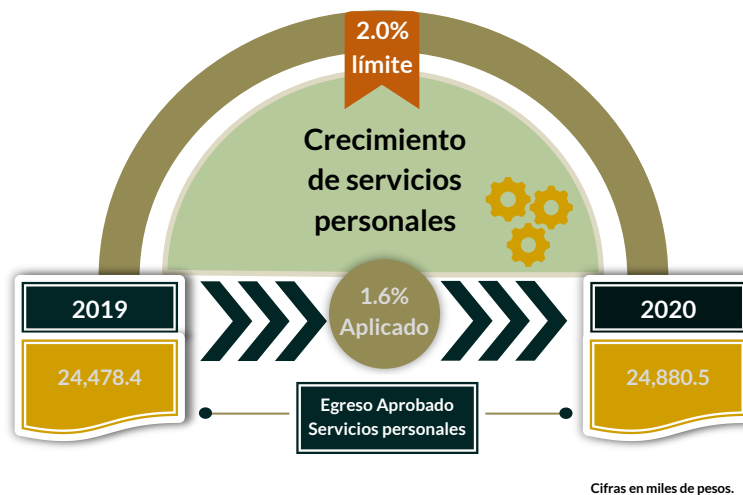 2.0%
límite
Crecimiento
de servicios
personales
2019
1.6%
Aplicado
2020
24,478.4
24,880.5
Egreso Aprobado
Servicios personales
Cifras en miles de pesos.